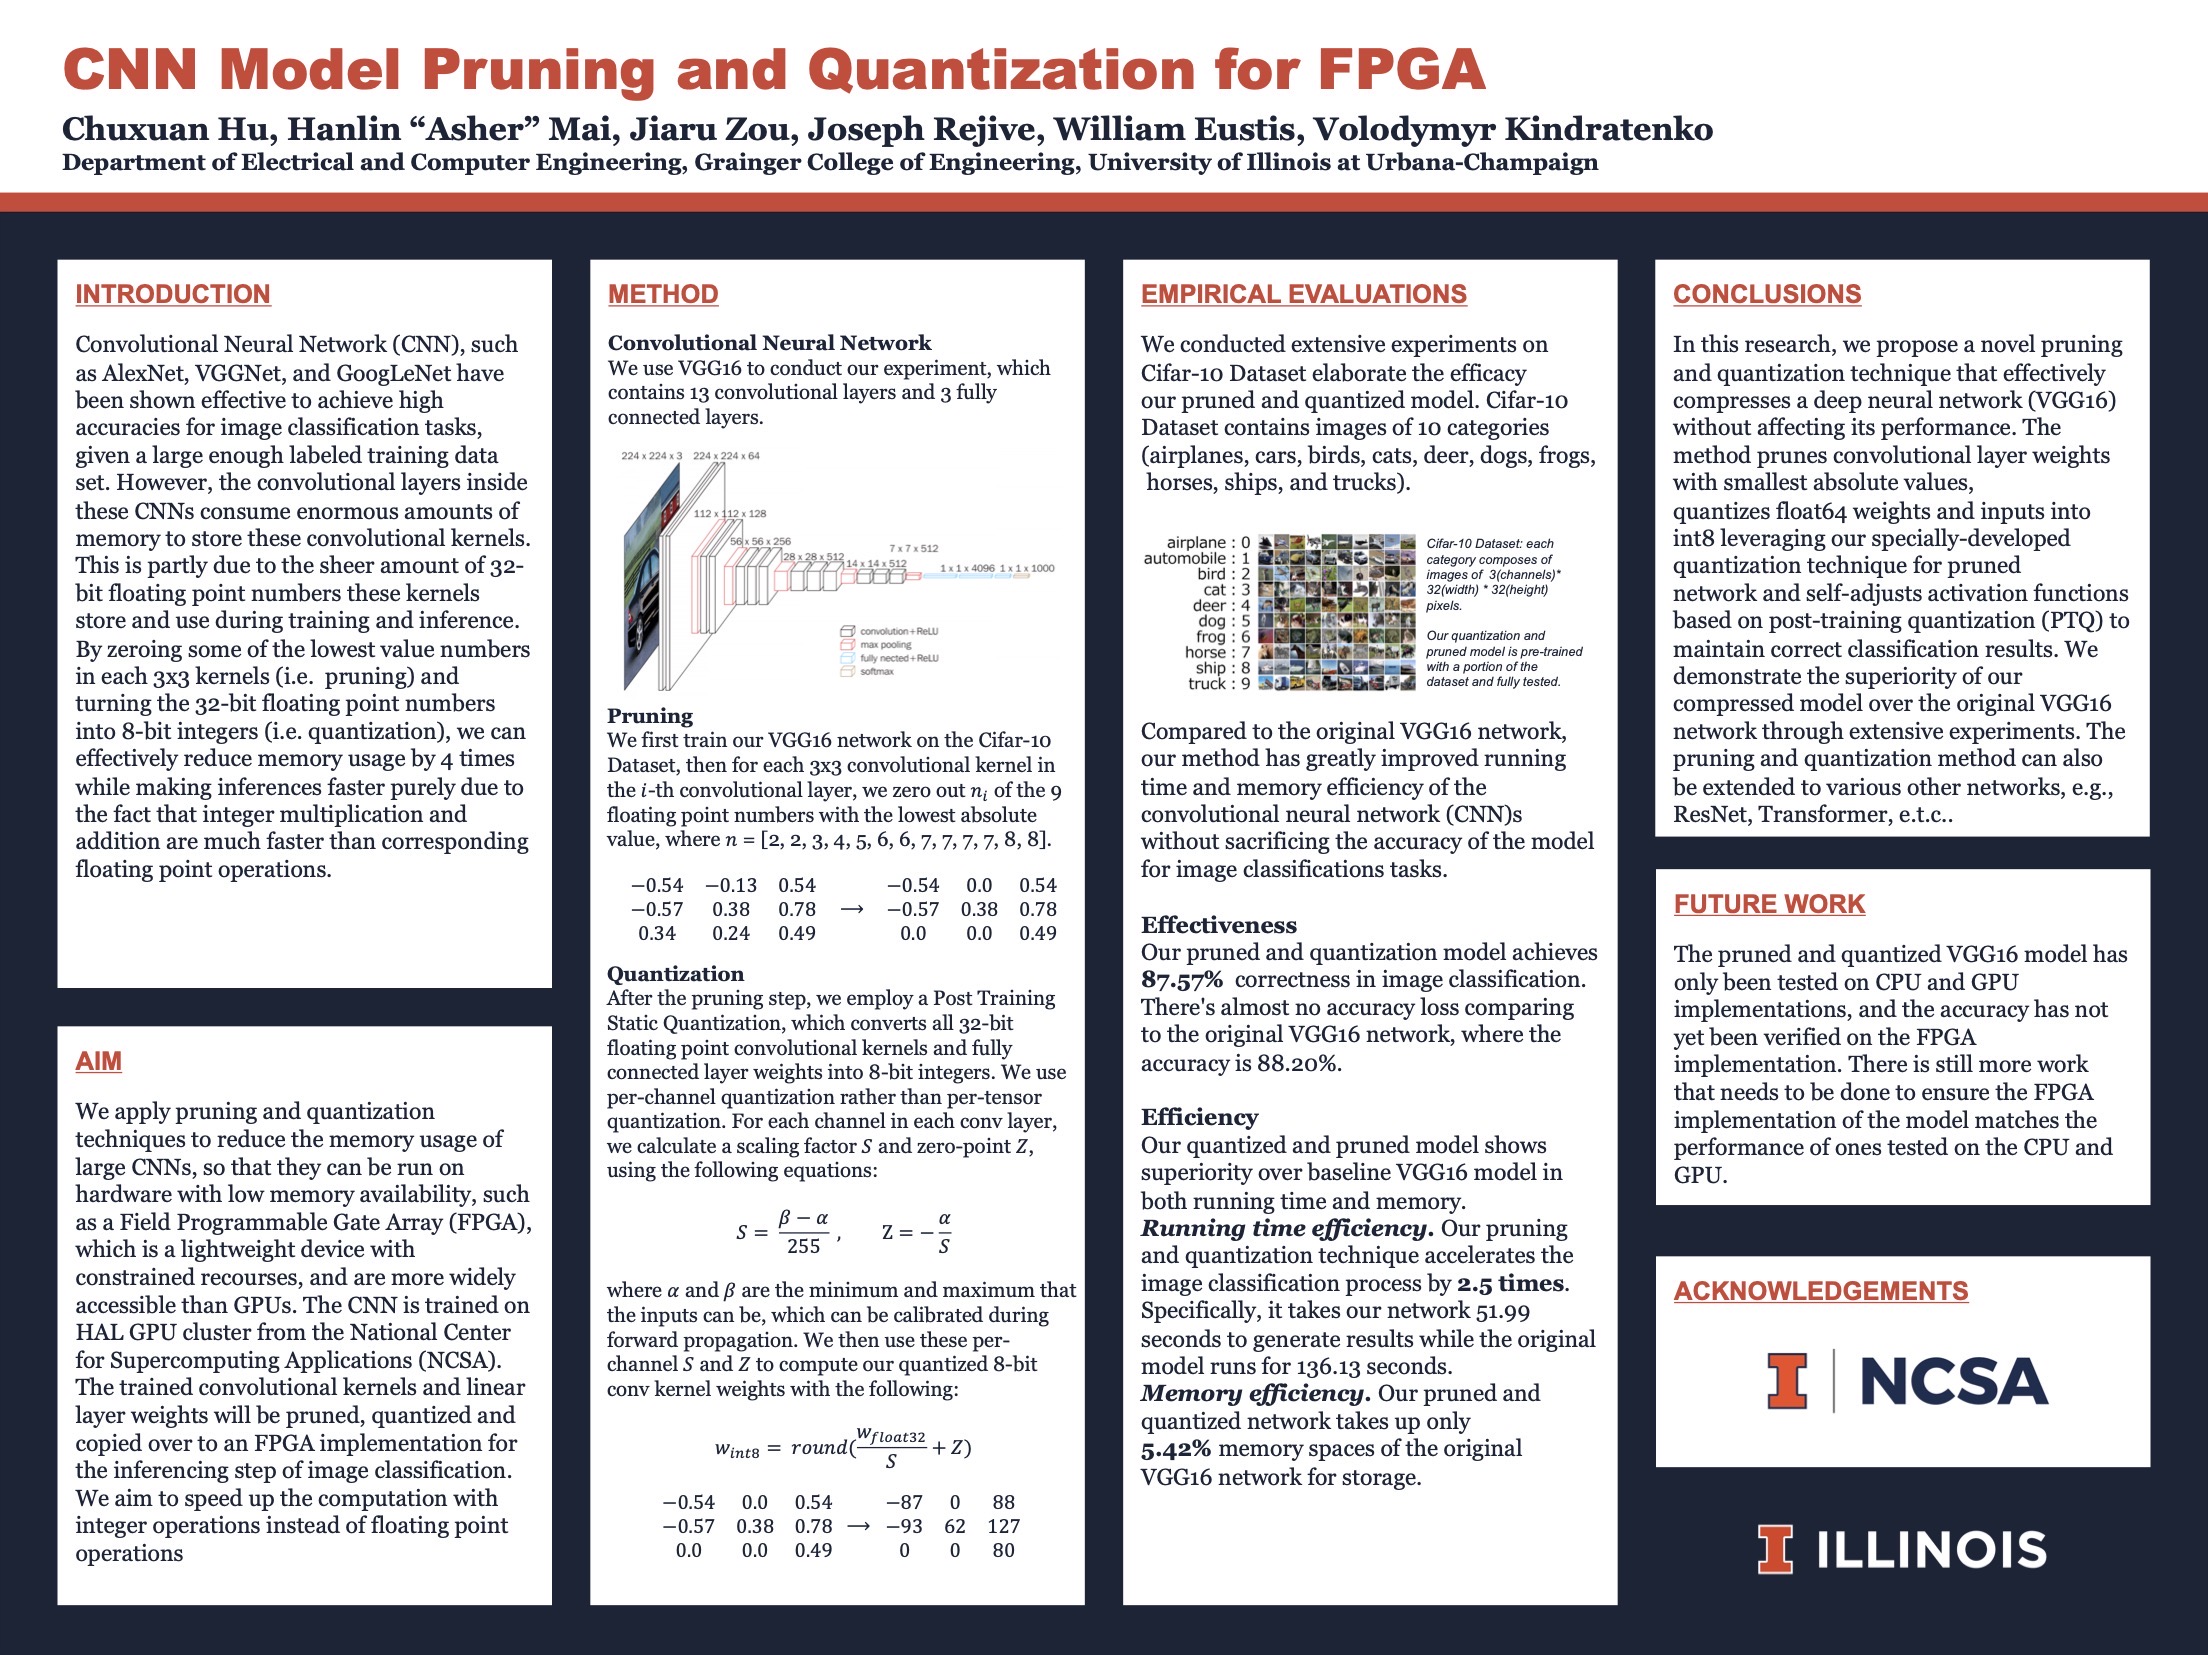 CNN Model Pruning and Quantization for FPGA
Chuxuan Hu, Hanlin “Asher” Mai, Jiaru Zou, Joseph Rejive, William Eustis, Volodymyr Kindratenko
Department of Electrical and Computer Engineering, Grainger College of Engineering, University of Illinois at Urbana-Champaign
INTRODUCTION
Convolutional Neural Network (CNN), such
as AlexNet, VGGNet, and GoogLeNet have
been shown effective to achieve high
accuracies for image classification tasks,
given a large enough labeled training data
set. However, the convolutional layers inside
these CNNs consume enormous amounts of
memory to store these convolutional kernels.
This is partly due to the sheer amount of 32-
bit floating point numbers these kernels
store and use during training and inference.
By zeroing some of the lowest value numbers
in each 3x3 kernels (i.e. pruning) and
turning the 32-bit floating point numbers
into 8-bit integers (i.e. quantization), we can
effectively reduce memory usage by 4 times
while making inferences faster purely due to
the fact that integer multiplication and
addition are much faster than corresponding
floating point operations.
AIM
We apply pruning and quantization
techniques to reduce the memory usage of
large CNNs, so that they can be run on
hardware with low memory availability, such
as a Field Programmable Gate Array (FPGA),
which is a lightweight device with
constrained recourses, and are more widely
accessible than GPUs. The CNN is trained on
HAL GPU cluster from the National Center
for Supercomputing Applications (NCSA).
The trained convolutional kernels and linear
layer weights will be pruned, quantized and
copied over to an FPGA implementation for
the inferencing step of image classification.
We aim to speed up the computation with
integer operations instead of floating point
operations
METHOD
Convolutional Neural Network
We use VGG16 to conduct our experiment, which
contains 13 convolutional layers and 3 fully
connected layers.
224 x 224 x 3 224 x 224 x 64
112 x 112 x 128
56 x 56 x 256
28 x 28 x 512
14 x 14 x 512
7 x 7 x 512
1 x 1 x 4096 1 x 1 x 1000
convolution+ReLU
max pooling
fully nected+ReLU
softmax
Pruning
We first train our VGG16 network on the Cifar-10
Dataset, then for each 3x3 convolutional kernel in
the i-th convolutional layer, we zero out nᵢ of the 9
floating point numbers with the lowest absolute
value, where n = [2, 2, 3, 4, 5, 6, 6, 7, 7, 7, 7, 8, 8].
−0.54 −0.13 0.54 −0.54 0.0 0.54
−0.57 0.38 0.78 ⟶ −0.57 0.38 0.78
0.34 0.24 0.49 0.0 0.0 0.49
Quantization
After the pruning step, we employ a Post Training
Static Quantization, which converts all 32-bit
floating point convolutional kernels and fully
connected layer weights into 8-bit integers. We use
per-channel quantization rather than per-tensor
quantization. For each channel in each conv layer,
we calculate a scaling factor S and zero-point Z,
using the following equations:
S = (β − α)/255 , Z = − α/S
where α and β are the minimum and maximum that
the inputs can be, which can be calibrated during
forward propagation. We then use these per-
channel S and Z to compute our quantized 8-bit
conv kernel weights with the following:
w_int8 = round(w_float32/S + Z)
−0.54 0.0 0.54 −87 0 88
−0.57 0.38 0.78 ⟶ −93 62 127
0.0 0.0 0.49 0 0 80
EMPIRICAL EVALUATIONS
We conducted extensive experiments on
Cifar-10 Dataset elaborate the efficacy
our pruned and quantized model. Cifar-10
Dataset contains images of 10 categories
(airplanes, cars, birds, cats, deer, dogs, frogs,
horses, ships, and trucks).
airplane : 0
automobile : 1
bird : 2
cat : 3
deer : 4
dog : 5
frog : 6
horse : 7
ship : 8
truck : 9
Cifar-10 Dataset: each
category composes of
images of 3(channels)*
32(width) * 32(height)
pixels.
Our quantization and
pruned model is pre-trained
with a portion of the
dataset and fully tested.
Compared to the original VGG16 network,
our method has greatly improved running
time and memory efficiency of the
convolutional neural network (CNN)s
without sacrificing the accuracy of the model
for image classifications tasks.
Effectiveness
Our pruned and quantization model achieves
87.57% correctness in image classification.
There's almost no accuracy loss comparing
to the original VGG16 network, where the
accuracy is 88.20%.
Efficiency
Our quantized and pruned model shows
superiority over baseline VGG16 model in
both running time and memory.
Running time efficiency. Our pruning
and quantization technique accelerates the
image classification process by 2.5 times.
Specifically, it takes our network 51.99
seconds to generate results while the original
model runs for 136.13 seconds.
Memory efficiency. Our pruned and
quantized network takes up only
5.42% memory spaces of the original
VGG16 network for storage.
CONCLUSIONS
In this research, we propose a novel pruning
and quantization technique that effectively
compresses a deep neural network (VGG16)
without affecting its performance. The
method prunes convolutional layer weights
with smallest absolute values,
quantizes float64 weights and inputs into
int8 leveraging our specially-developed
quantization technique for pruned
network and self-adjusts activation functions
based on post-training quantization (PTQ) to
maintain correct classification results. We
demonstrate the superiority of our
compressed model over the original VGG16
network through extensive experiments. The
pruning and quantization method can also
be extended to various other networks, e.g.,
ResNet, Transformer, e.t.c..
FUTURE WORK
The pruned and quantized VGG16 model has
only been tested on CPU and GPU
implementations, and the accuracy has not
yet been verified on the FPGA
implementation. There is still more work
that needs to be done to ensure the FPGA
implementation of the model matches the
performance of ones tested on the CPU and
GPU.
ACKNOWLEDGEMENTS
I | NCSA
I ILLINOIS